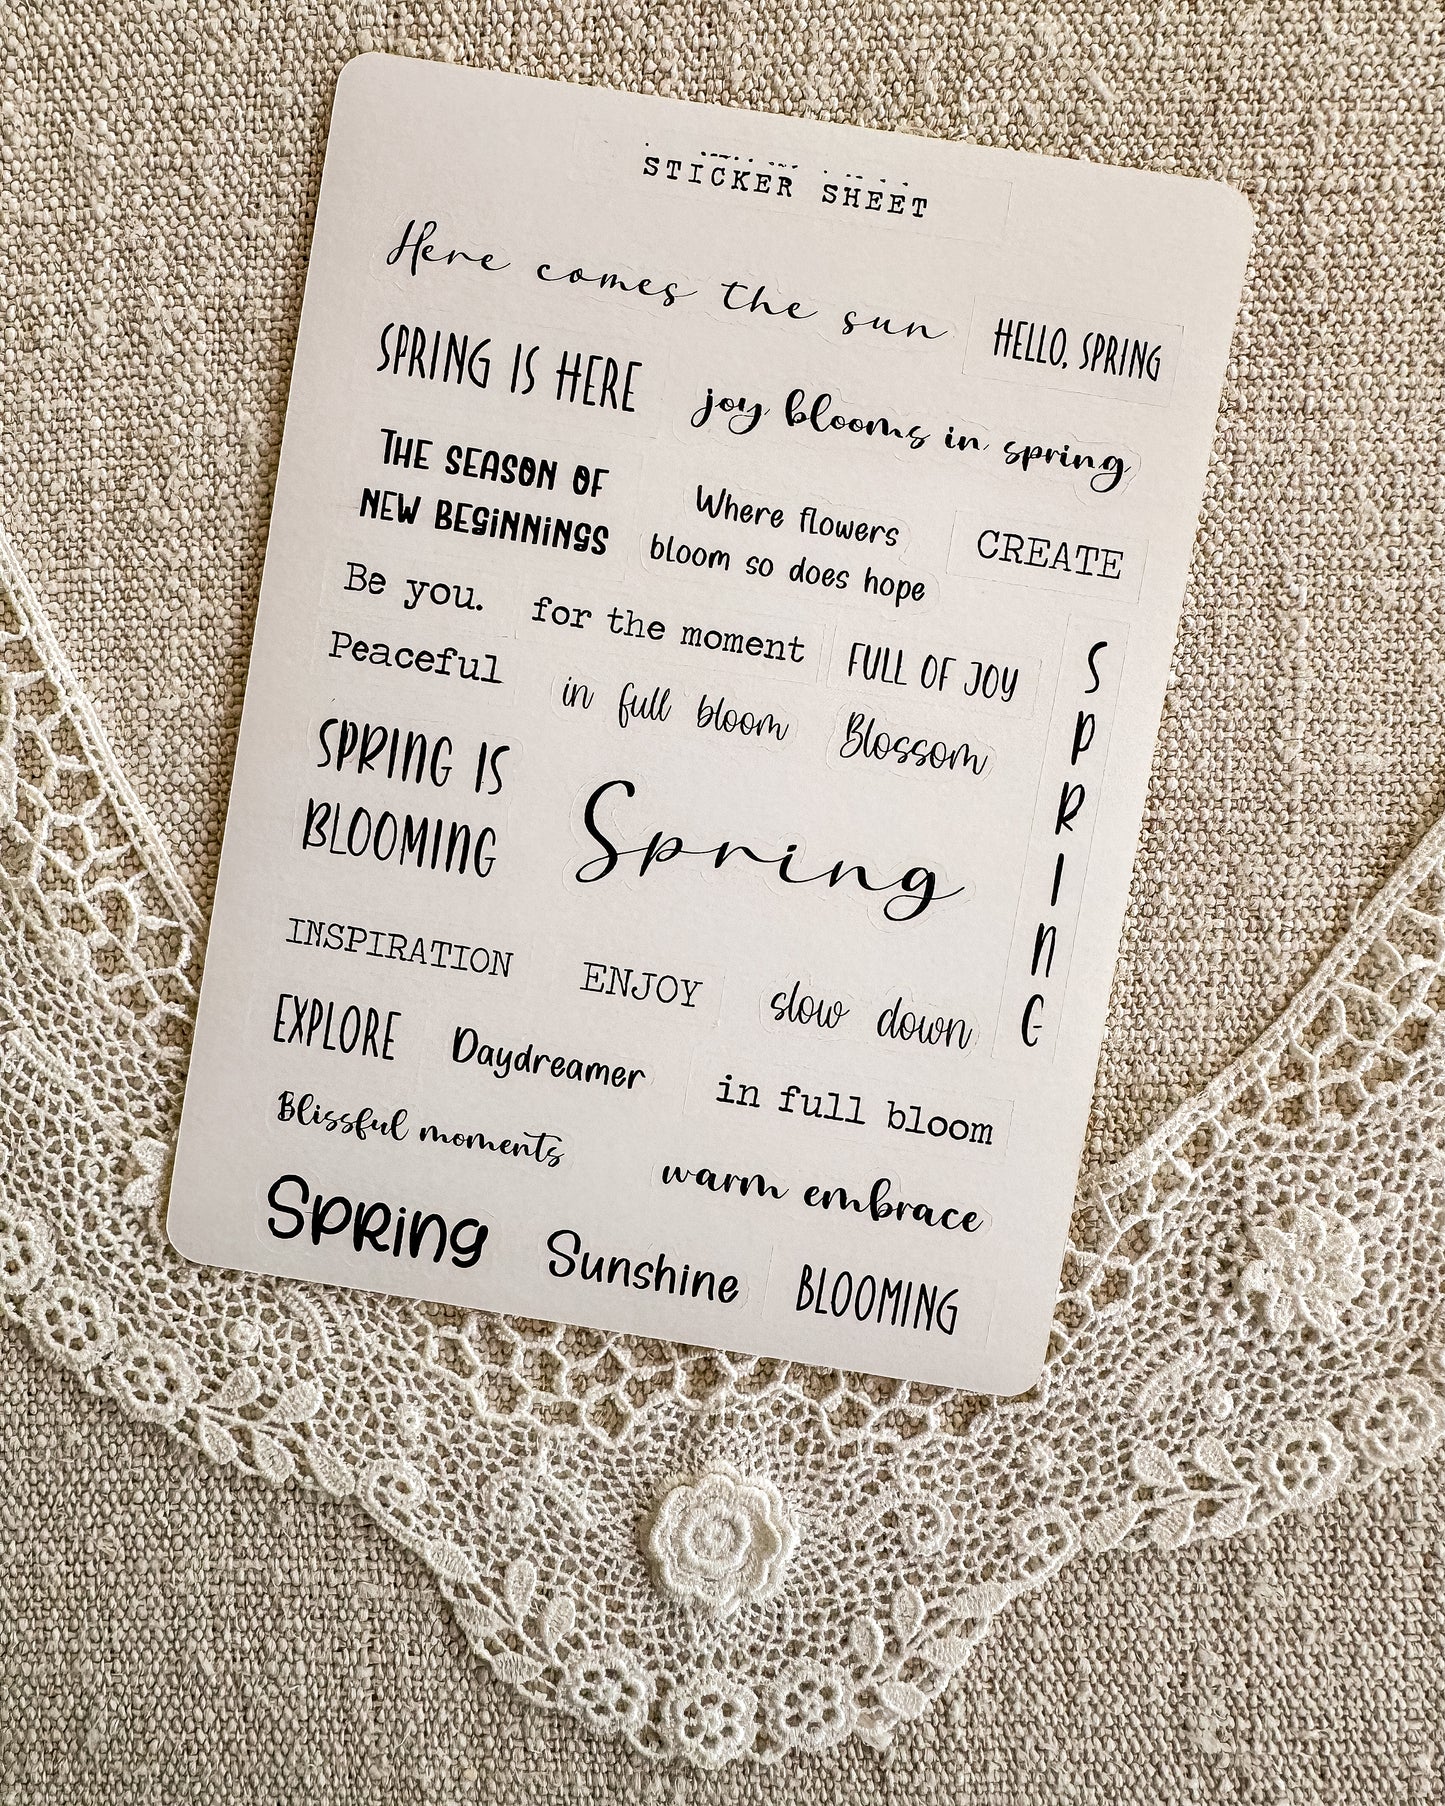 STICKER SHEET
Here comes the sun
HELLO, SPRING
SPRING IS HERE
joy blooms in spring
THE SEASON OF
NEW BEGINNINGS
Where flowers
bloom so does hope
CREATE
Be you.
for the moment
FULL OF JOY
Peaceful
in full bloom
Blossom
SPRING
SPRING IS
BLOOMING
Spring
INSPIRATION
ENJOY
slow down
EXPLORE
Daydreamer
in full bloom
Blissful moments
warm embrace
Spring
Sunshine
BLOOMING